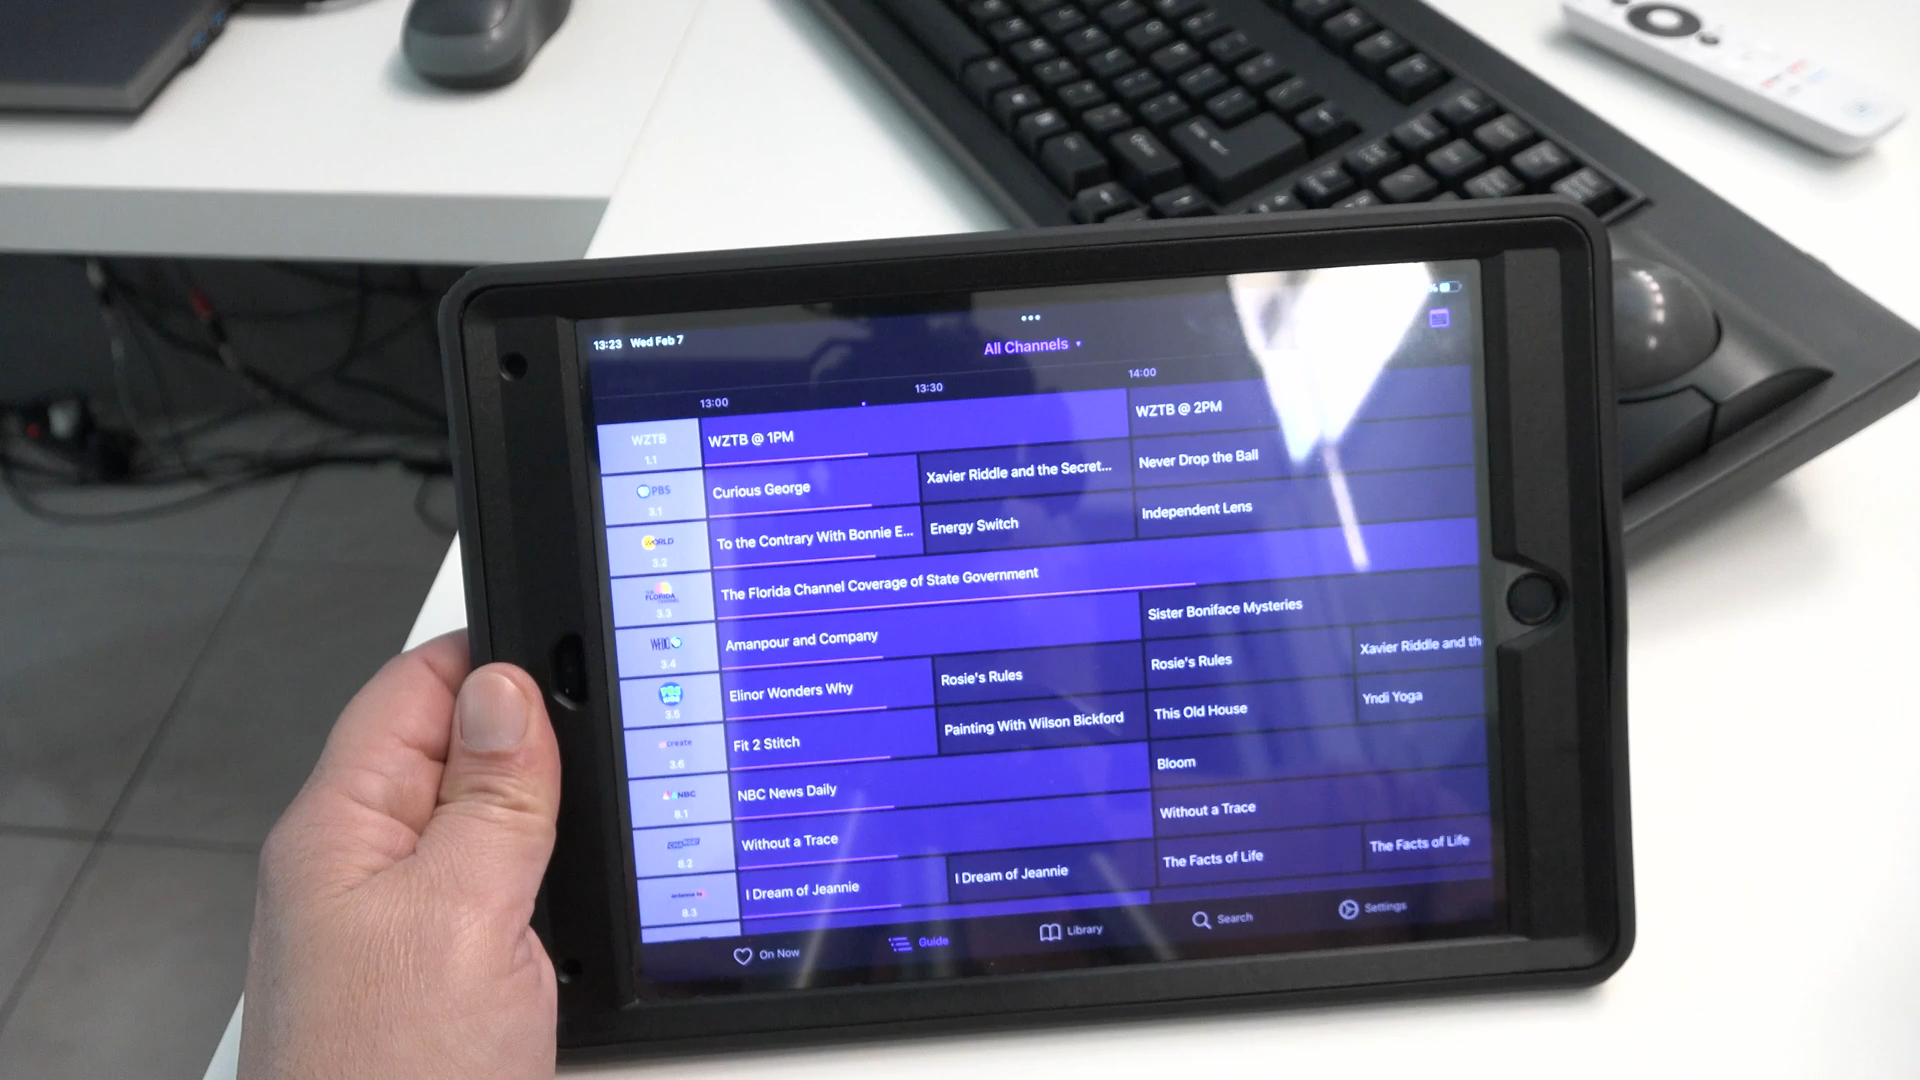 13:23 Wed Feb 7
All Channels
13:00 13:30 14:00
WZTB 1.1 WZTB @ 1PM WZTB @ 2PM
PBS 3.1 Curious George Xavier Riddle and the Secret... Never Drop the Ball
WORLD 3.2 To the Contrary With Bonnie E... Energy Switch Independent Lens
THE FLORIDA CHANNEL 3.3 The Florida Channel Coverage of State Government
3.4 Amanpour and Company Sister Boniface Mysteries
PBS 3.5 Elinor Wonders Why Rosie's Rules Rosie's Rules Xavier Riddle and th
create 3.6 Fit 2 Stitch Painting With Wilson Bickford This Old House Yndi Yoga
NBC 8.1 NBC News Daily Bloom
8.2 Without a Trace Without a Trace
antenna tv 8.3 I Dream of Jeannie I Dream of Jeannie The Facts of Life The Facts of Life
On Now Guide Library Search Settings